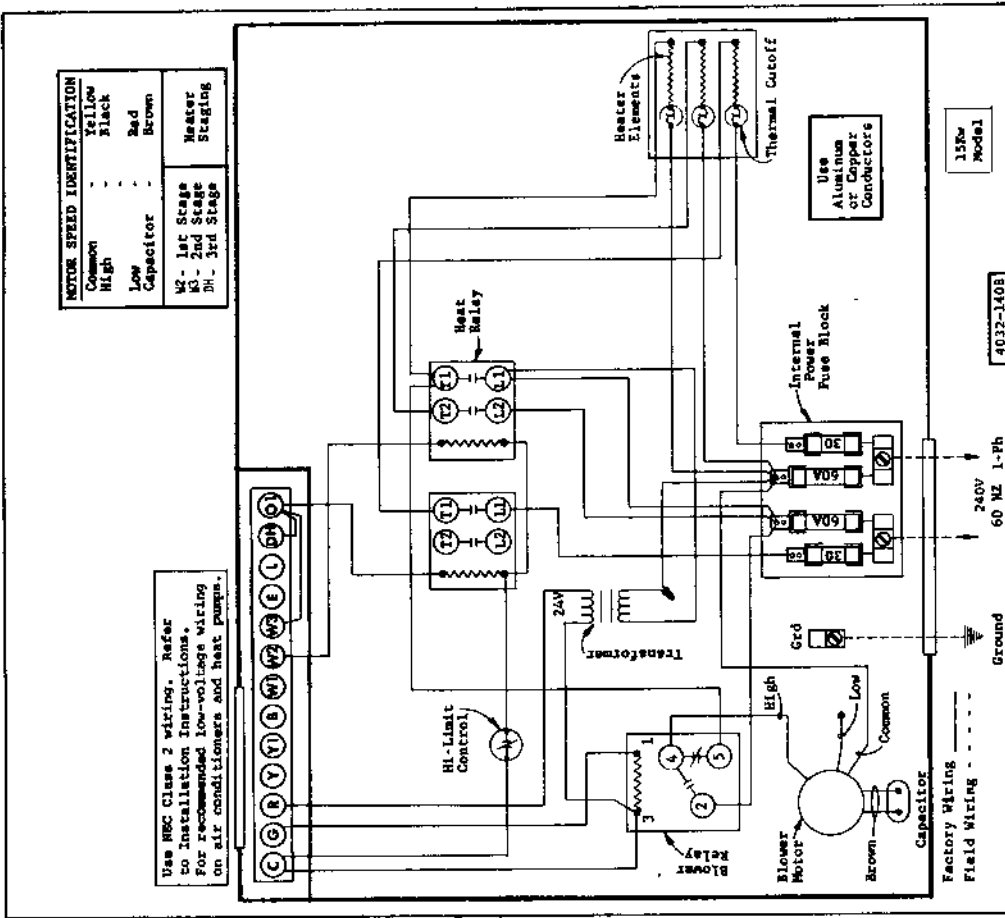 MOTOR SPEED IDENTIFICATION
Common - Yellow
High - Black
Low - Red
Capacitor - Brown
W2 - 1st Stage
W3 - 2nd Stage
DH - 3rd Stage
Heater
Staging
Use NEC Class 2 wiring. Refer
to Installation Instructions.
For recommended low-voltage wiring
on air conditioners and heat pumps.
C G R Y Y1 B W1 W2 W3 E L DH O1
Heater
Elements
Thermal Cutoff
Use
Aluminum
or Copper
Conductors
15Kw
Model
Heat
Relay
T1 T2
L1 L2
T1 T2
L1 L2
Hi-Limit
Control
24V
Transformer
Internal
Power
Fuse Block
30 60A 60A 30
4032-140B
240V
60 HZ 1-Ph
Grd
Ground
1
3
4
5
2
Blower
Relay
High
Low
Common
Blower
Motor
Brown
Capacitor
Factory Wiring
Field Wiring - - - -